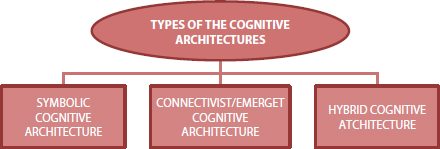 TYPES OF THE COGNITIVE
ARCHITECTURES
SYMBOLIC
COGNITIVE
ARCHITECTURE
CONNECTIVIST/EMERGET
COGNITIVE
ARCHITECTURE
HYBRID COGNITIVE
ATCHITECTURE